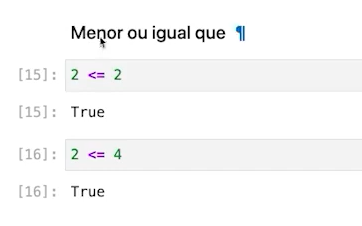 Menor ou igual que ¶
[15]: 2 <= 2
[15]: True
[16]: 2 <= 4
[16]: True